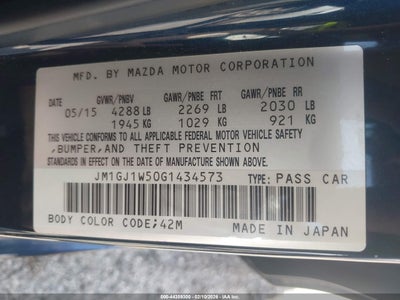 MFD. BY MAZDA MOTOR CORPORATION
GVWR/PNBV GAWR/PNBE FRT GAWR/PNBE RR
05/15 4288 LB 2269 LB 2030 LB
1945 KG 1029 KG 921 KG
THIS VEHICLE CONFORMS TO ALL APPLICABLE FEDERAL MOTOR VEHICLE SAFETY
,BUMPER,AND THEFT PREVENTION
STANDARDS IN EFFECT ON THE DATE OF MANUFACTURE SHOWN ABOVE.
JM1GJ1W50G1434573 TYPE: PASS CAR
BODY COLOR CODE;42M MADE IN JAPAN